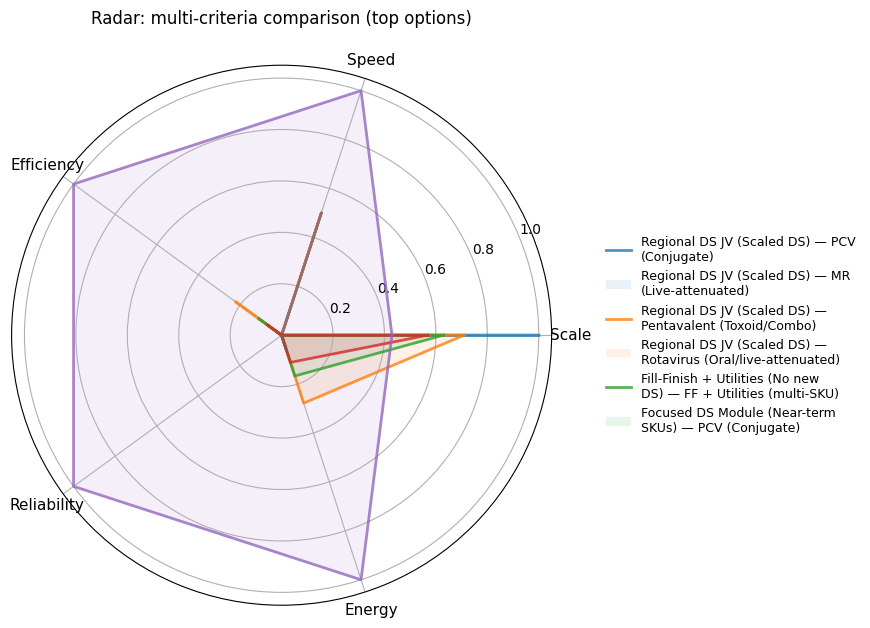 Radar: multi-criteria comparison (top options)
Speed
Efficiency
Scale
Reliability
Energy
0.2
0.4
0.6
0.8
1.0
Regional DS JV (Scaled DS) — PCV
(Conjugate)
Regional DS JV (Scaled DS) — MR
(Live-attenuated)
Regional DS JV (Scaled DS) —
Pentavalent (Toxoid/Combo)
Regional DS JV (Scaled DS) —
Rotavirus (Oral/live-attenuated)
Fill-Finish + Utilities (No new
DS) — FF + Utilities (multi-SKU)
Focused DS Module (Near-term
SKUs) — PCV (Conjugate)